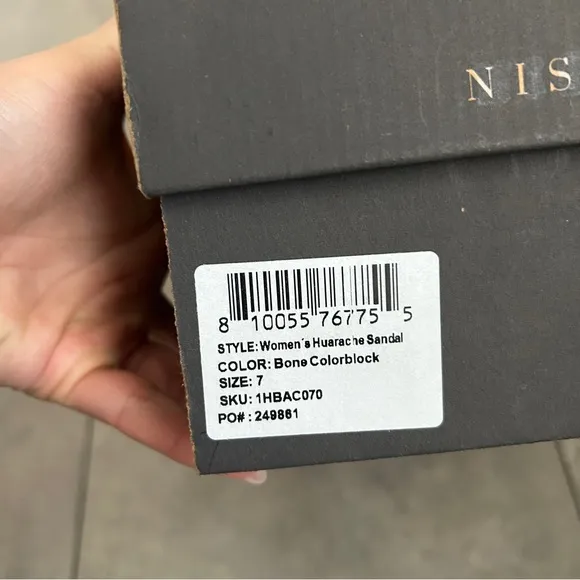 NIS
8 10055 76775 5
STYLE: Women´s Huarache Sandal
COLOR: Bone Colorblock
SIZE: 7
SKU: 1HBAC070
PO# : 249861